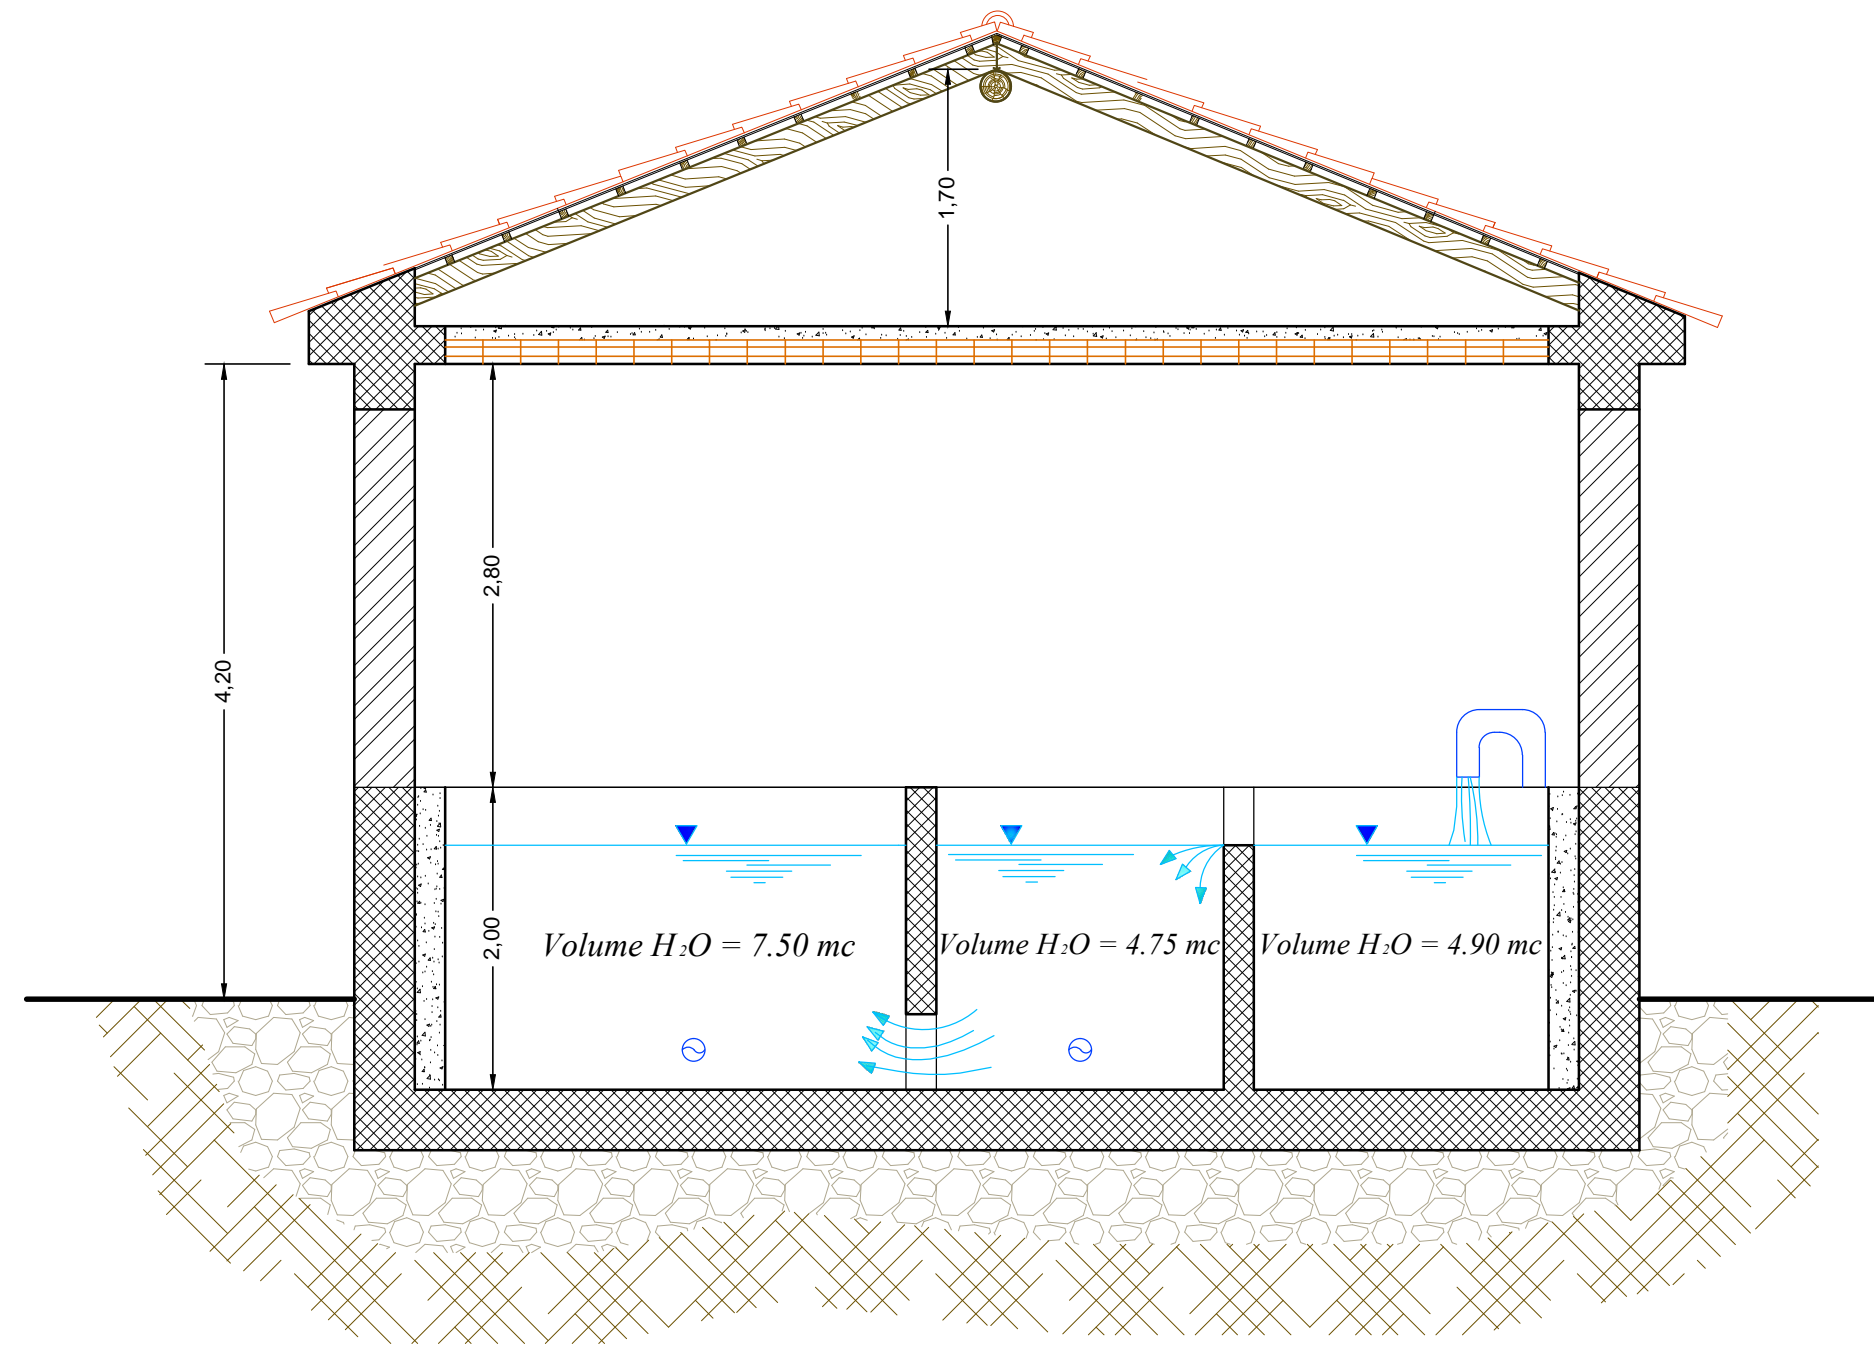 1,70
2,80
4,20
2,00
Volume H₂O = 7.50 mc
Volume H₂O = 4.75 mc
Volume H₂O = 4.90 mc